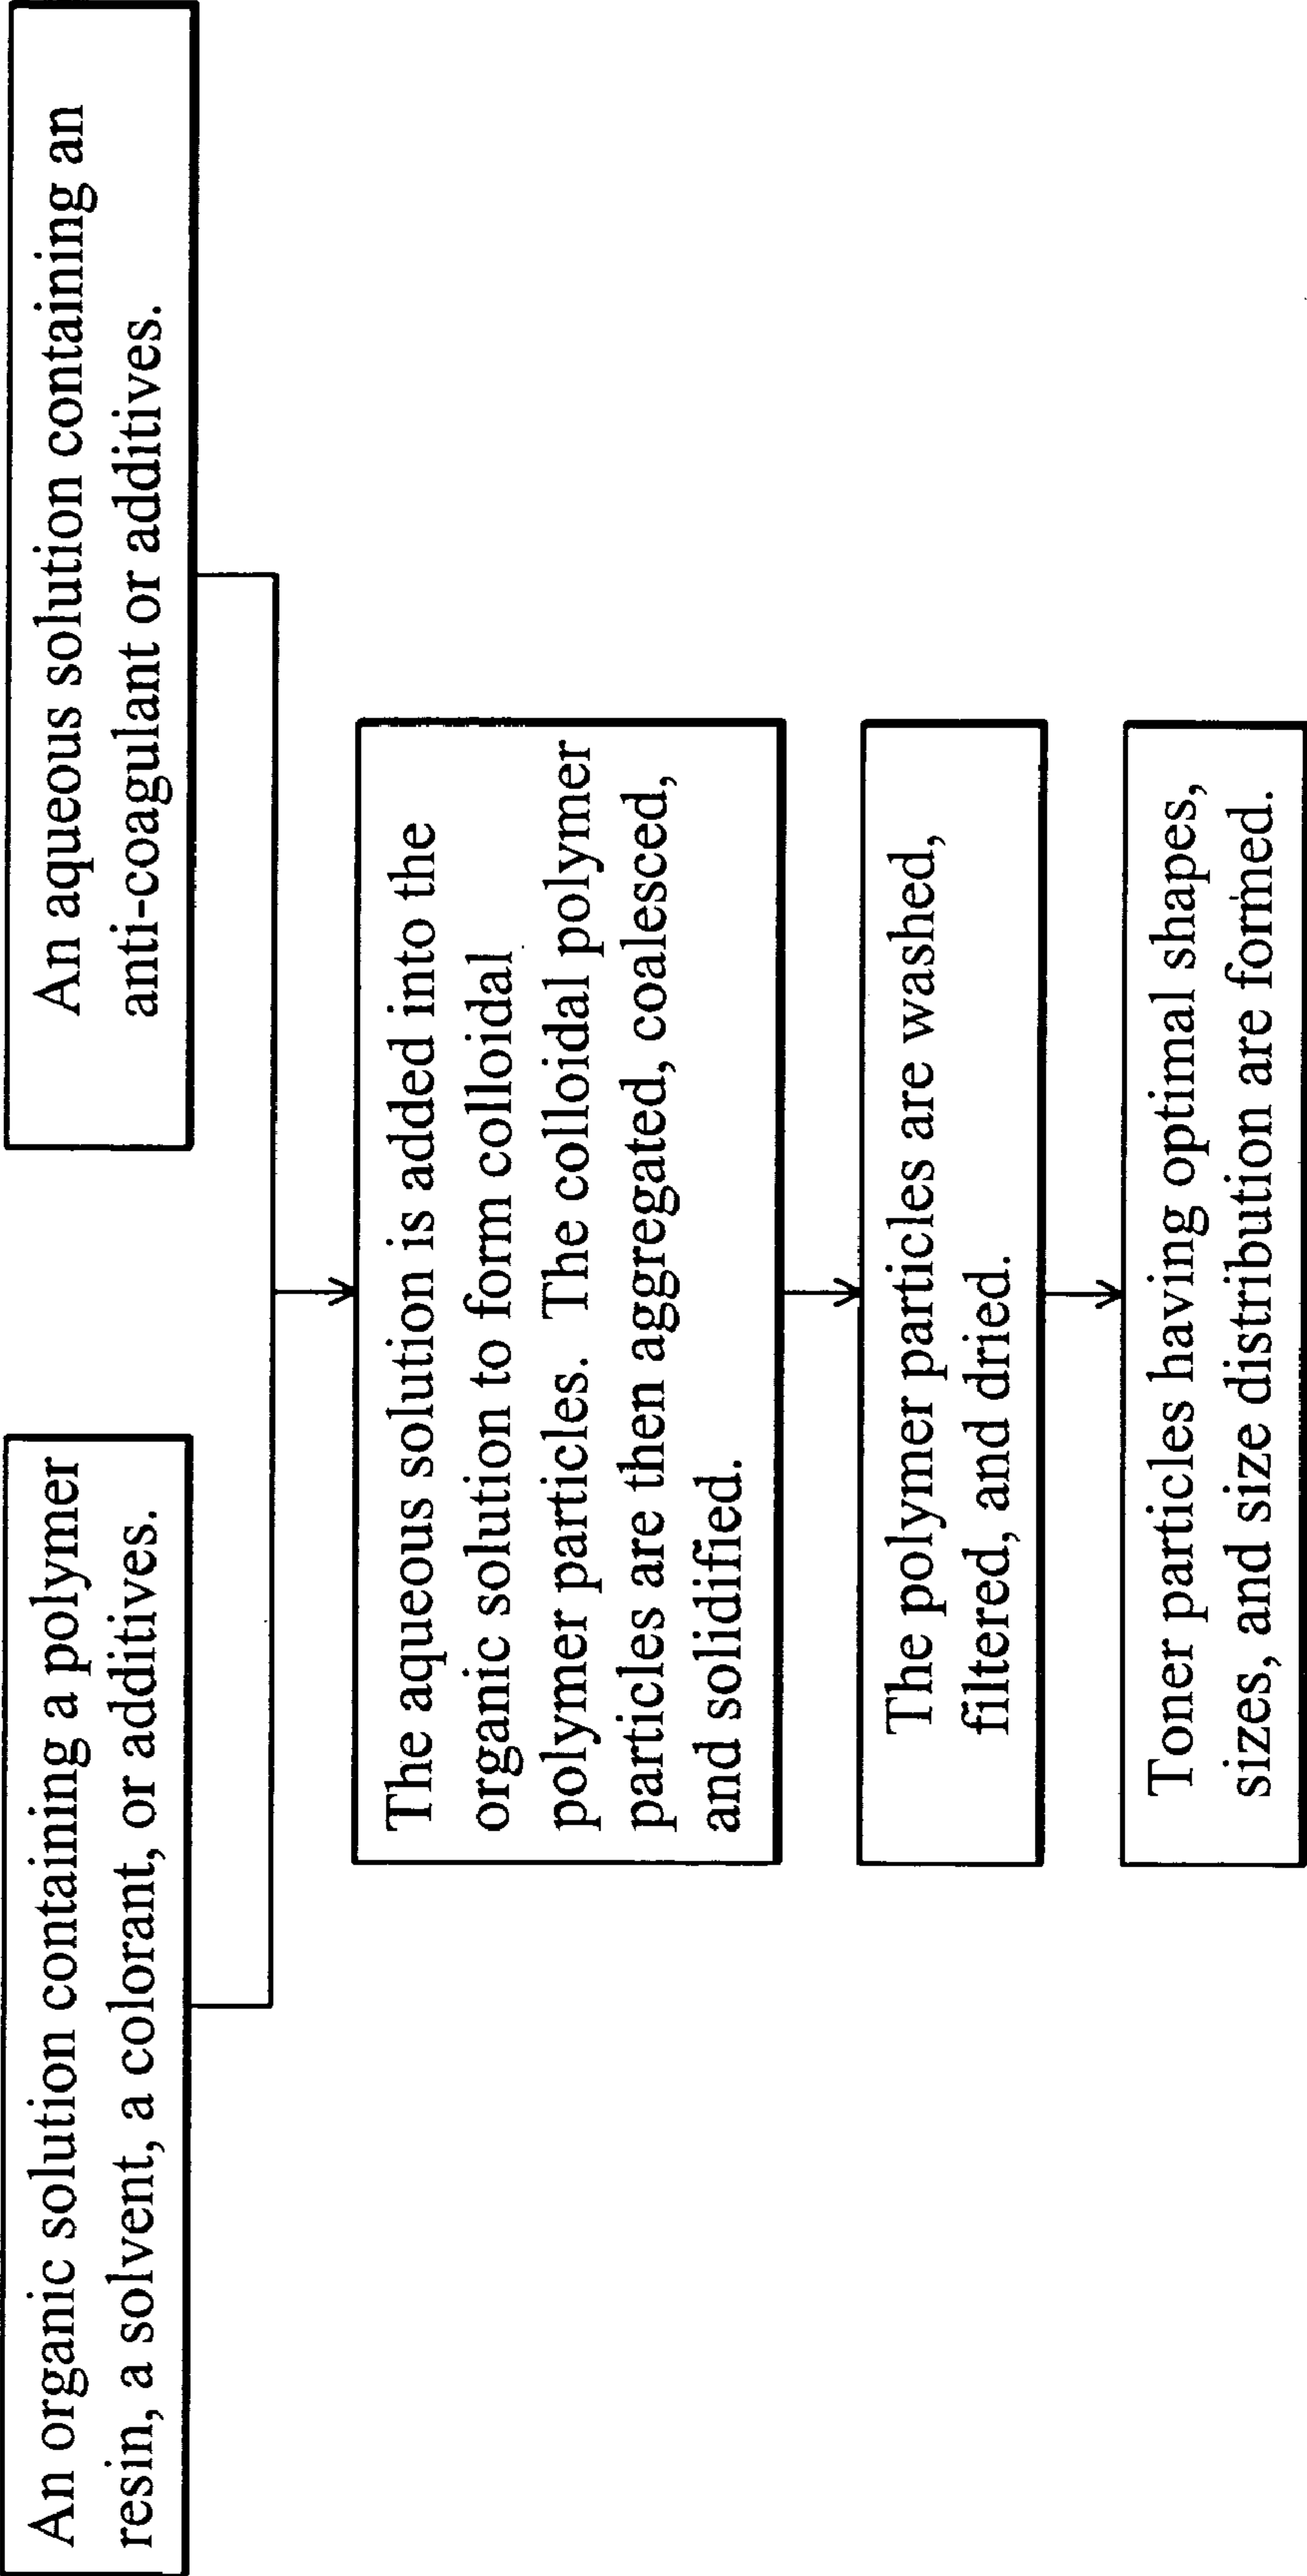 An organic solution containing a polymer
resin, a solvent, a colorant, or additives.
An aqueous solution containing an
anti-coagulant or additives.
The aqueous solution is added into the
organic solution to form colloidal
polymer particles. The colloidal polymer
particles are then aggregated, coalesced,
and solidified.
The polymer particles are washed,
filtered, and dried.
Toner particles having optimal shapes,
sizes, and size distribution are formed.